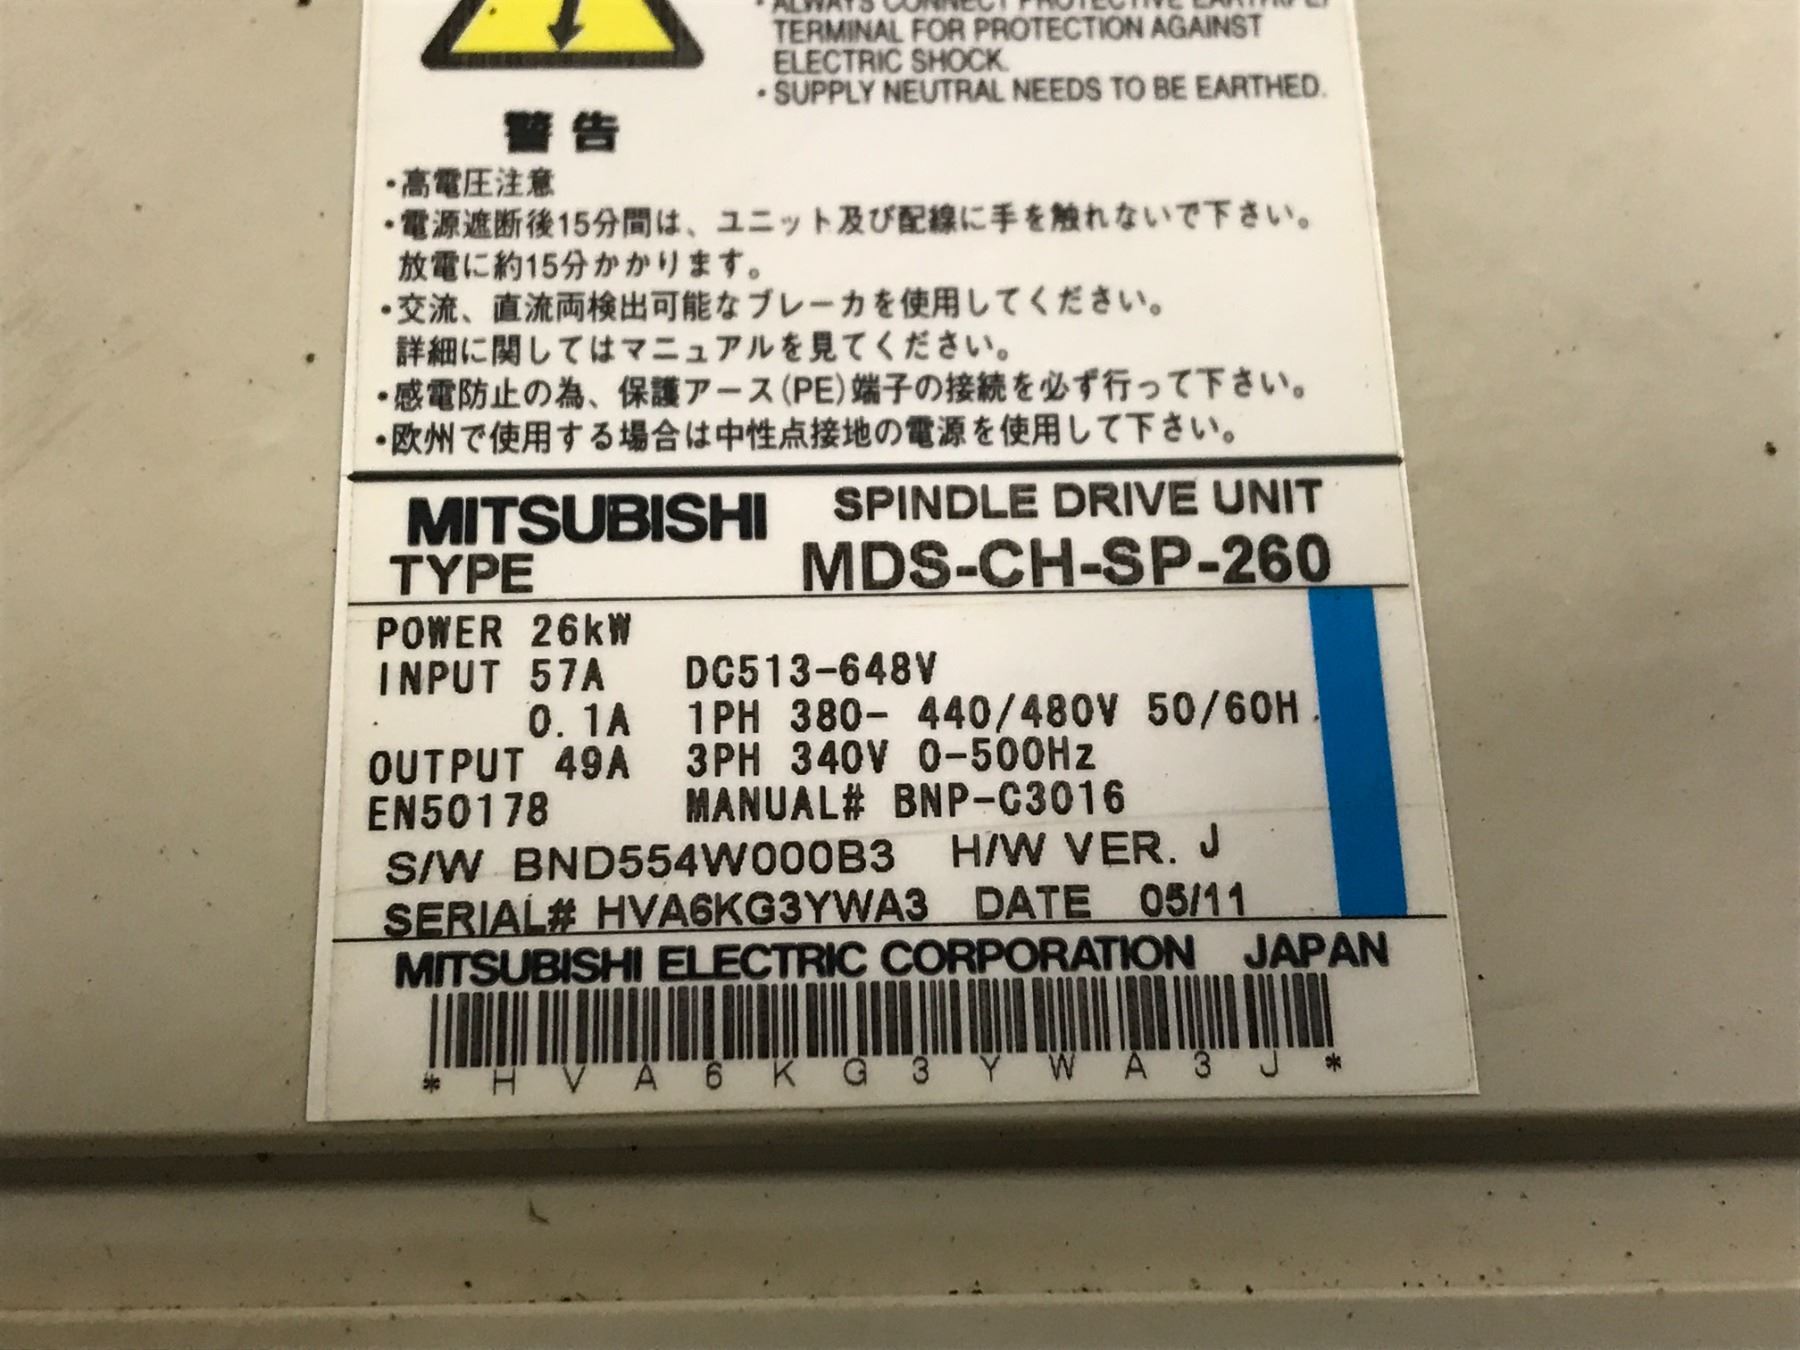 ・ALWAYS CONNECT PROTECTIVE EARTH(PE)
TERMINAL FOR PROTECTION AGAINST
ELECTRIC SHOCK.
・SUPPLY NEUTRAL NEEDS TO BE EARTHED.
警告
・高電圧注意
・電源遮断後15分間は、ユニット及び配線に手を触れないで下さい。
放電に約15分かかります。
・交流、直流両検出可能なブレーカを使用してください。
詳細に関してはマニュアルを見てください。
・感電防止の為、保護アース(PE)端子の接続を必ず行って下さい。
・欧州で使用する場合は中性点接地の電源を使用して下さい。
MITSUBISHI SPINDLE DRIVE UNIT
TYPE MDS-CH-SP-260
POWER 26kW
INPUT 57A DC513-648V
0.1A 1PH 380- 440/480V 50/60H
OUTPUT 49A 3PH 340V 0-500Hz
EN50178 MANUAL# BNP-C3016
S/W BND554W000B3 H/W VER. J
SERIAL# HVA6KG3YWA3 DATE 05/11
MITSUBISHI ELECTRIC CORPORATION JAPAN
* H V A 6 K G 3 Y W A 3 J *